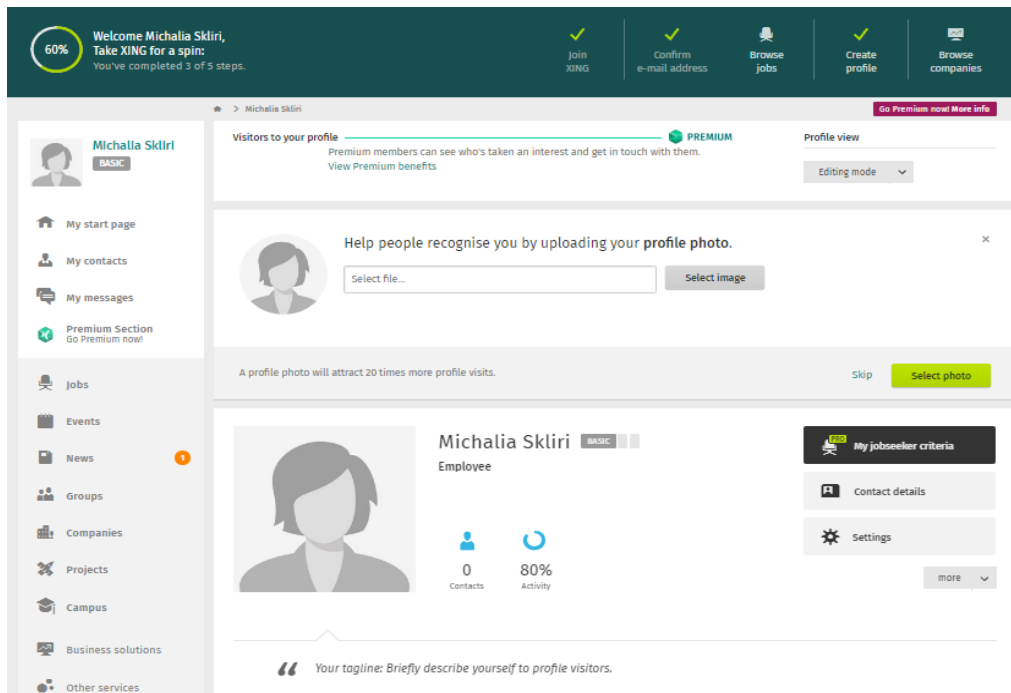 60%
Welcome Michalia Skliri,
Take XING for a spin:
You've completed 3 of 5 steps.
Join
XING
Confirm
e-mail address
Browse
jobs
Create
profile
Browse
companies
> Michalia Skliri
Go Premium now! More info
Michalia Skliri
BASIC
My start page
My contacts
My messages
Premium Section
Go Premium now!
Jobs
Events
News 1
Groups
Companies
Projects
Campus
Business solutions
Other services
Visitors to your profile PREMIUM
Premium members can see who's taken an interest and get in touch with them.
View Premium benefits
Profile view
Editing mode
Help people recognise you by uploading your profile photo.
×
Select file...
Select image
A profile photo will attract 20 times more profile visits.
Skip
Select photo
Michalia Skliri BASIC
Employee
0
Contacts
80%
Activity
PRO
My jobseeker criteria
Contact details
Settings
more
“ Your tagline: Briefly describe yourself to profile visitors.